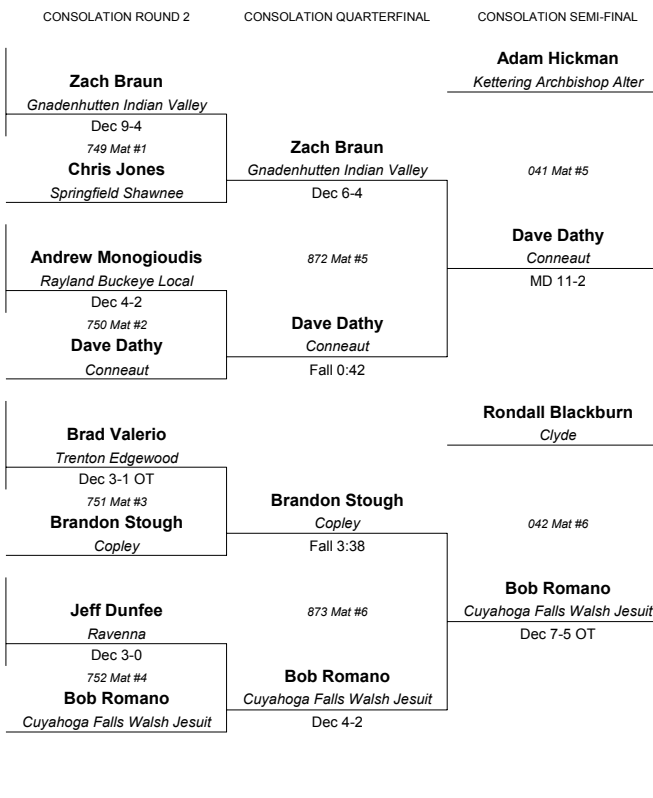 CONSOLATION ROUND 2
CONSOLATION QUARTERFINAL
CONSOLATION SEMI-FINAL
Zach Braun
Gnadenhutten Indian Valley
Dec 9-4
749 Mat #1
Chris Jones
Springfield Shawnee
Andrew Monogioudis
Rayland Buckeye Local
Dec 4-2
750 Mat #2
Dave Dathy
Conneaut
Brad Valerio
Trenton Edgewood
Dec 3-1 OT
751 Mat #3
Brandon Stough
Copley
Jeff Dunfee
Ravenna
Dec 3-0
752 Mat #4
Bob Romano
Cuyahoga Falls Walsh Jesuit
Zach Braun
Gnadenhutten Indian Valley
Dec 6-4
872 Mat #5
Dave Dathy
Conneaut
Fall 0:42
Brandon Stough
Copley
Fall 3:38
873 Mat #6
Bob Romano
Cuyahoga Falls Walsh Jesuit
Dec 4-2
Adam Hickman
Kettering Archbishop Alter
041 Mat #5
Dave Dathy
Conneaut
MD 11-2
Rondall Blackburn
Clyde
042 Mat #6
Bob Romano
Cuyahoga Falls Walsh Jesuit
Dec 7-5 OT